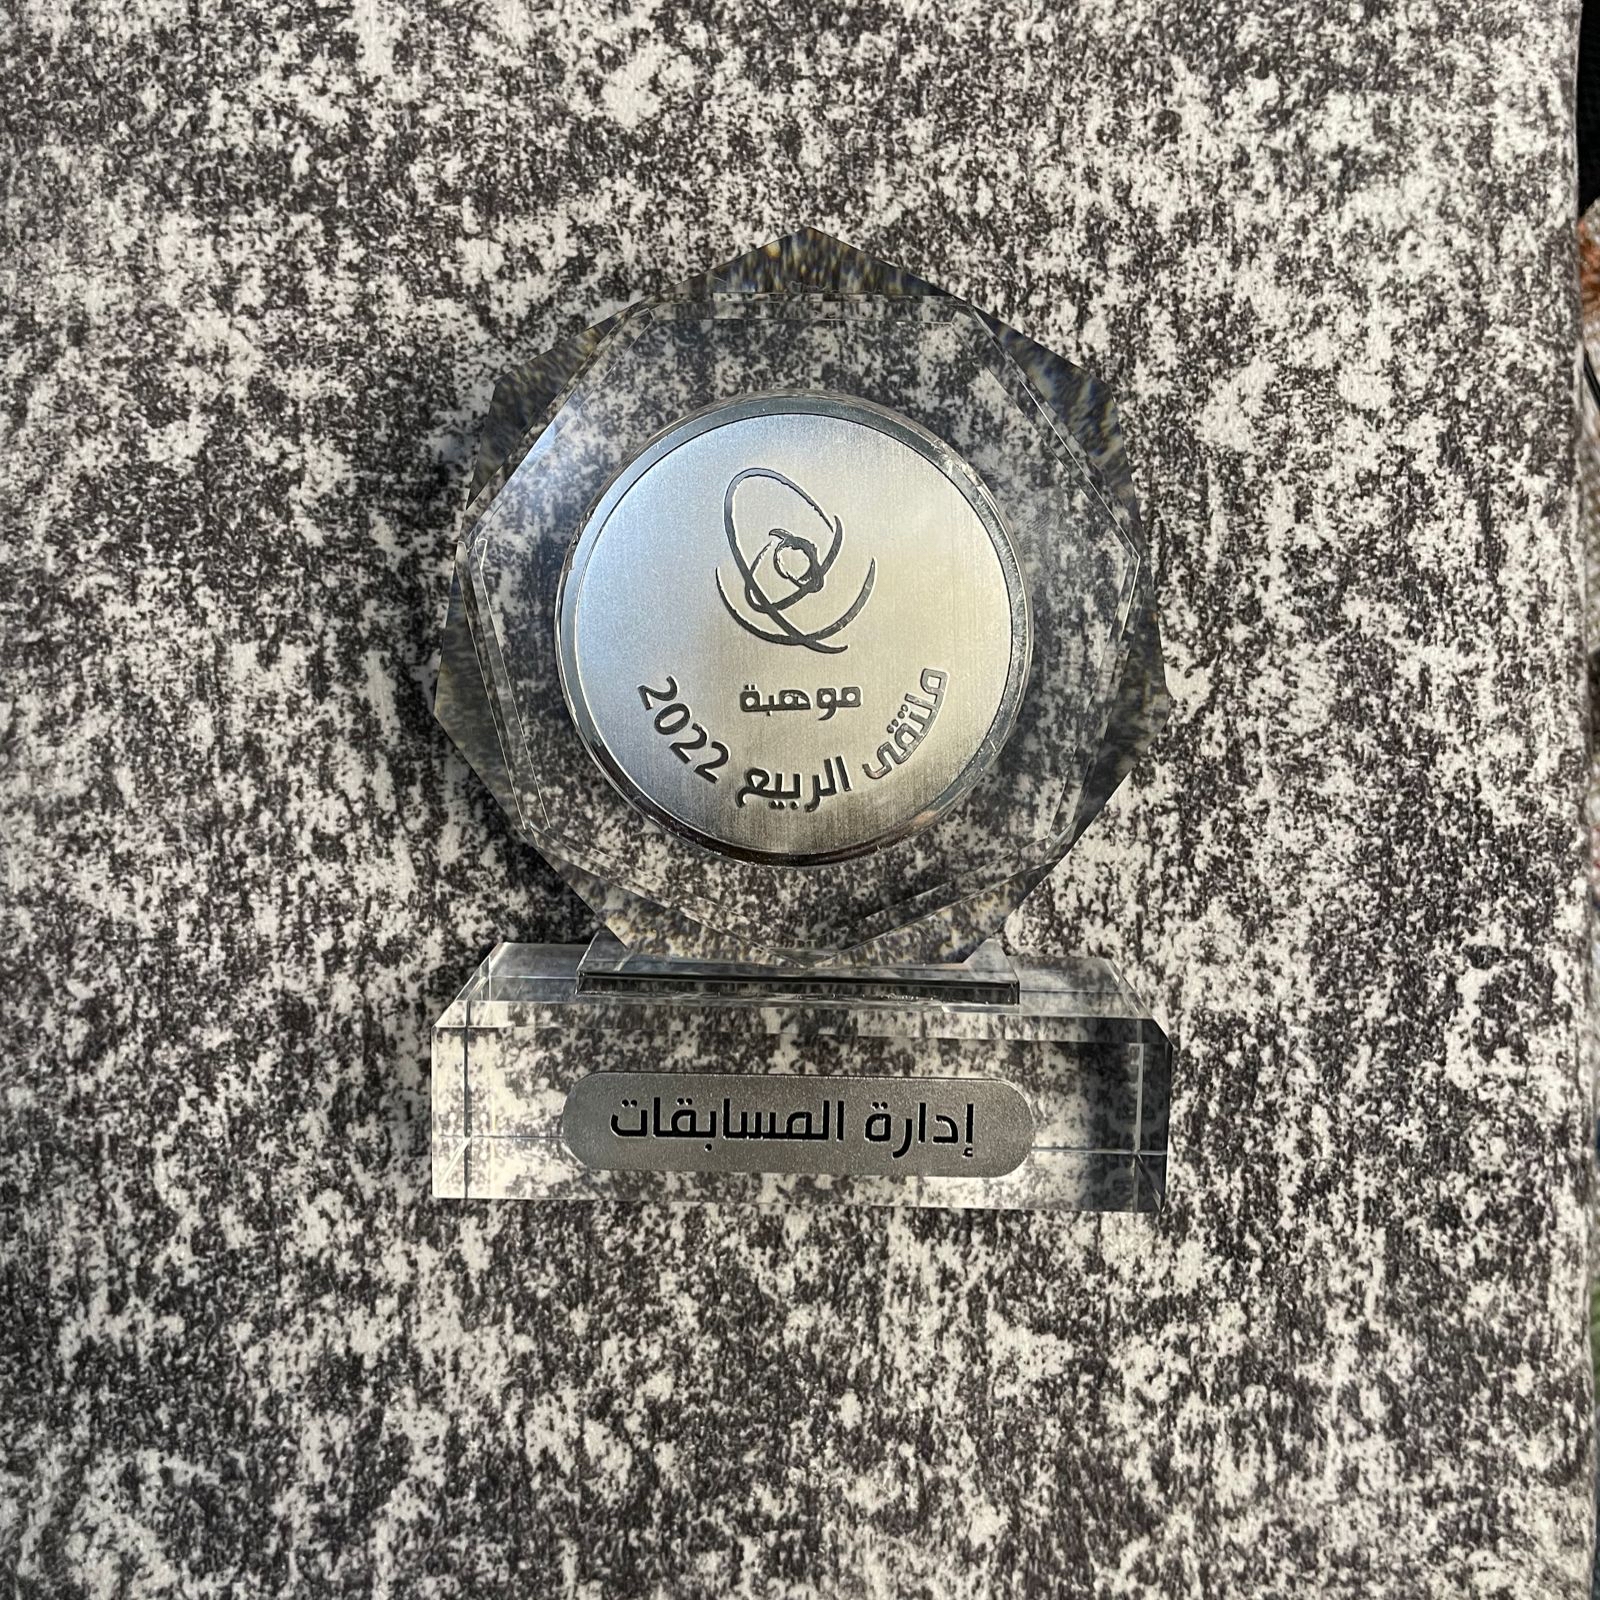 موهبة
ملتقى الربيع 2022
إدارة المسابقات